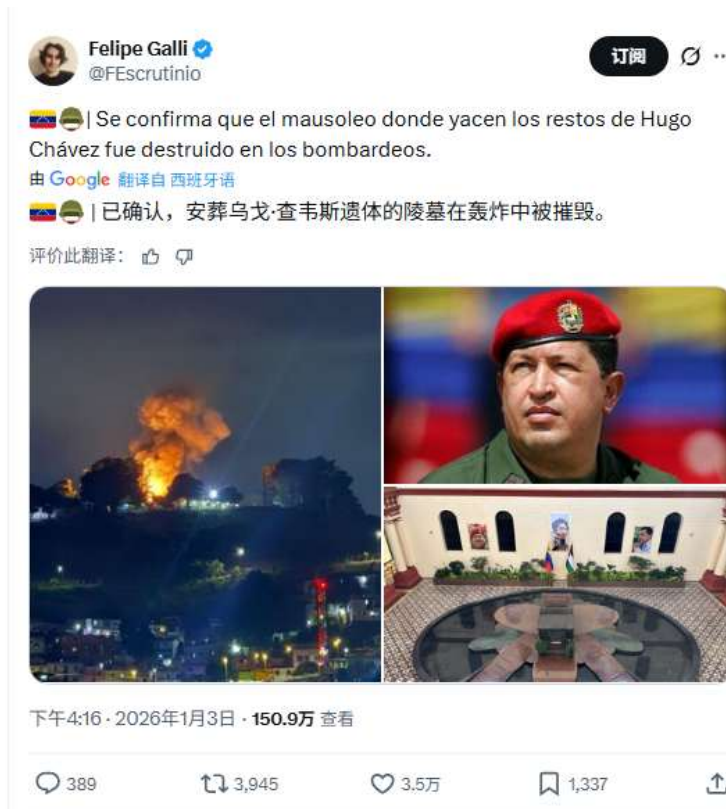 Felipe Galli
@FEscrutinio
订阅
| Se confirma que el mausoleo donde yacen los restos de Hugo
Chávez fue destruido en los bombardeos.
由 Google 翻译自 西班牙语
| 已确认，安葬乌戈·查韦斯遗体的陵墓在轰炸中被摧毁。
评价此翻译：
下午4:16 · 2026年1月3日 · 150.9万 查看
389
3,945
3.5万
1,337